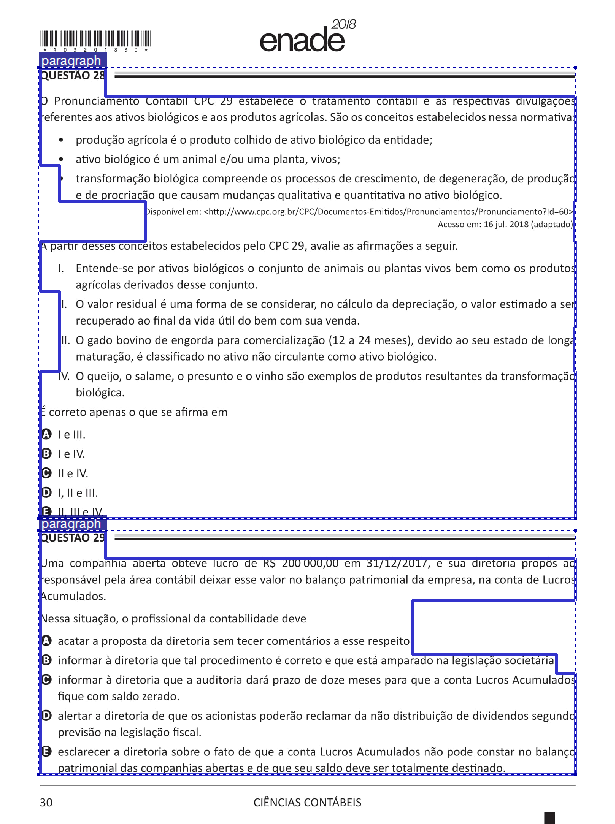 enade2018
*R0320183 0*
paragraph
QUESTÃO 28
O Pronunciamento Contábil CPC 29 estabelece o tratamento contábil e as respectivas divulgações
referentes aos ativos biológicos e aos produtos agrícolas. São os conceitos estabelecidos nessa normativa:
• produção agrícola é o produto colhido de ativo biológico da entidade;
• ativo biológico é um animal e/ou uma planta, vivos;
• transformação biológica compreende os processos de crescimento, de degeneração, de produção
e de procriação que causam mudanças qualitativa e quantitativa no ativo biológico.
Disponível em: <http://www.cpc.org.br/CPC/Documentos-Emitidos/Pronunciamentos/Pronunciamento?Id=60>
Acesso em: 16 jul. 2018 (adaptado)
A partir desses conceitos estabelecidos pelo CPC 29, avalie as afirmações a seguir.
I. Entende-se por ativos biológicos o conjunto de animais ou plantas vivos bem como os produtos
agrícolas derivados desse conjunto.
II. O valor residual é uma forma de se considerar, no cálculo da depreciação, o valor estimado a ser
recuperado ao final da vida útil do bem com sua venda.
III. O gado bovino de engorda para comercialização (12 a 24 meses), devido ao seu estado de longa
maturação, é classificado no ativo não circulante como ativo biológico.
IV. O queijo, o salame, o presunto e o vinho são exemplos de produtos resultantes da transformação
biológica.
É correto apenas o que se afirma em
A I e III.
B I e IV.
C II e IV.
D I, II e III.
E II, III e IV.
paragraph
QUESTÃO 29
Uma companhia aberta obteve lucro de R$ 200 000,00 em 31/12/2017, e sua diretoria propôs ao
responsável pela área contábil deixar esse valor no balanço patrimonial da empresa, na conta de Lucros
Acumulados.
Nessa situação, o profissional da contabilidade deve
A acatar a proposta da diretoria sem tecer comentários a esse respeito.
B informar à diretoria que tal procedimento é correto e que está amparado na legislação societária.
C informar à diretoria que a auditoria dará prazo de doze meses para que a conta Lucros Acumulados
fique com saldo zerado.
D alertar a diretoria de que os acionistas poderão reclamar da não distribuição de dividendos segundo
previsão na legislação fiscal.
E esclarecer a diretoria sobre o fato de que a conta Lucros Acumulados não pode constar no balanço
patrimonial das companhias abertas e de que seu saldo deve ser totalmente destinado.
30 CIÊNCIAS CONTÁBEIS